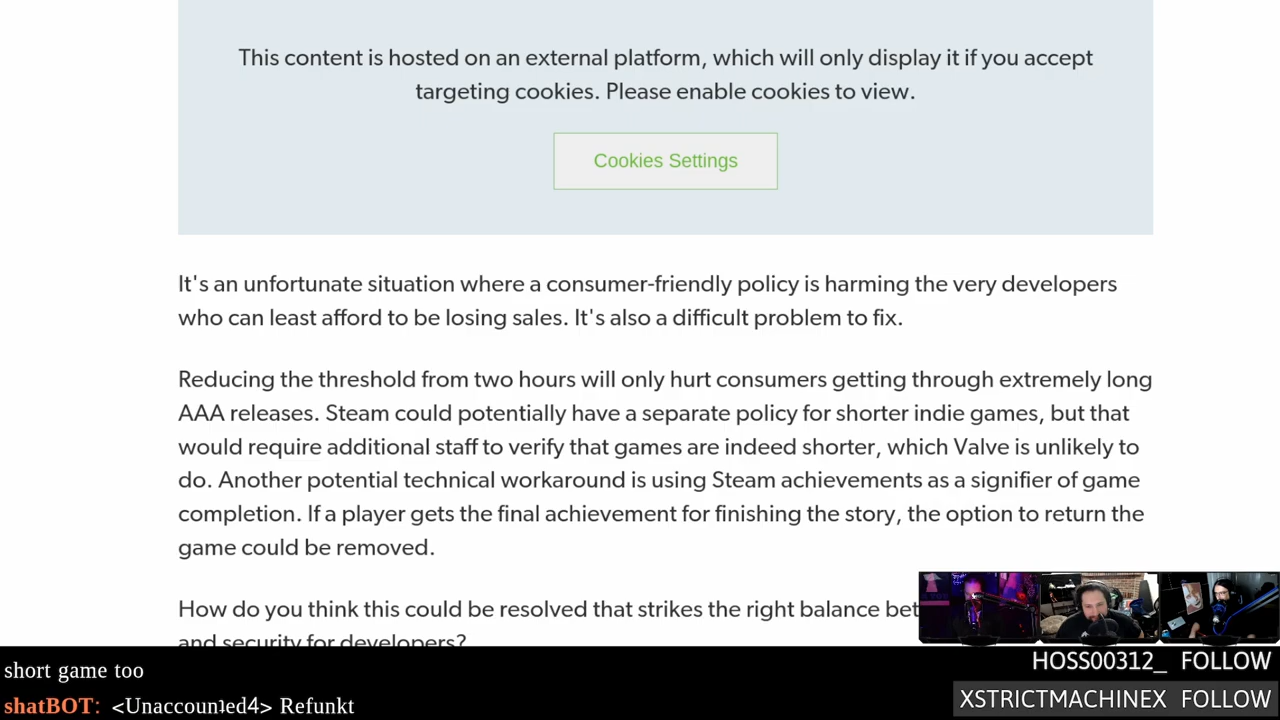 This content is hosted on an external platform, which will only display it if you accept
targeting cookies. Please enable cookies to view.
Cookies Settings
It's an unfortunate situation where a consumer-friendly policy is harming the very developers
who can least afford to be losing sales. It's also a difficult problem to fix.
Reducing the threshold from two hours will only hurt consumers getting through extremely long
AAA releases. Steam could potentially have a separate policy for shorter indie games, but that
would require additional staff to verify that games are indeed shorter, which Valve is unlikely to
do. Another potential technical workaround is using Steam achievements as a signifier of game
completion. If a player gets the final achievement for finishing the story, the option to return the
game could be removed.
How do you think this could be resolved that strikes the right balance bet
and security for developers?
short game too
HOSS00312_ FOLLOW
shatBOT: <Unaccounted4> Refunkt
XSTRICTMACHINEX FOLLOW